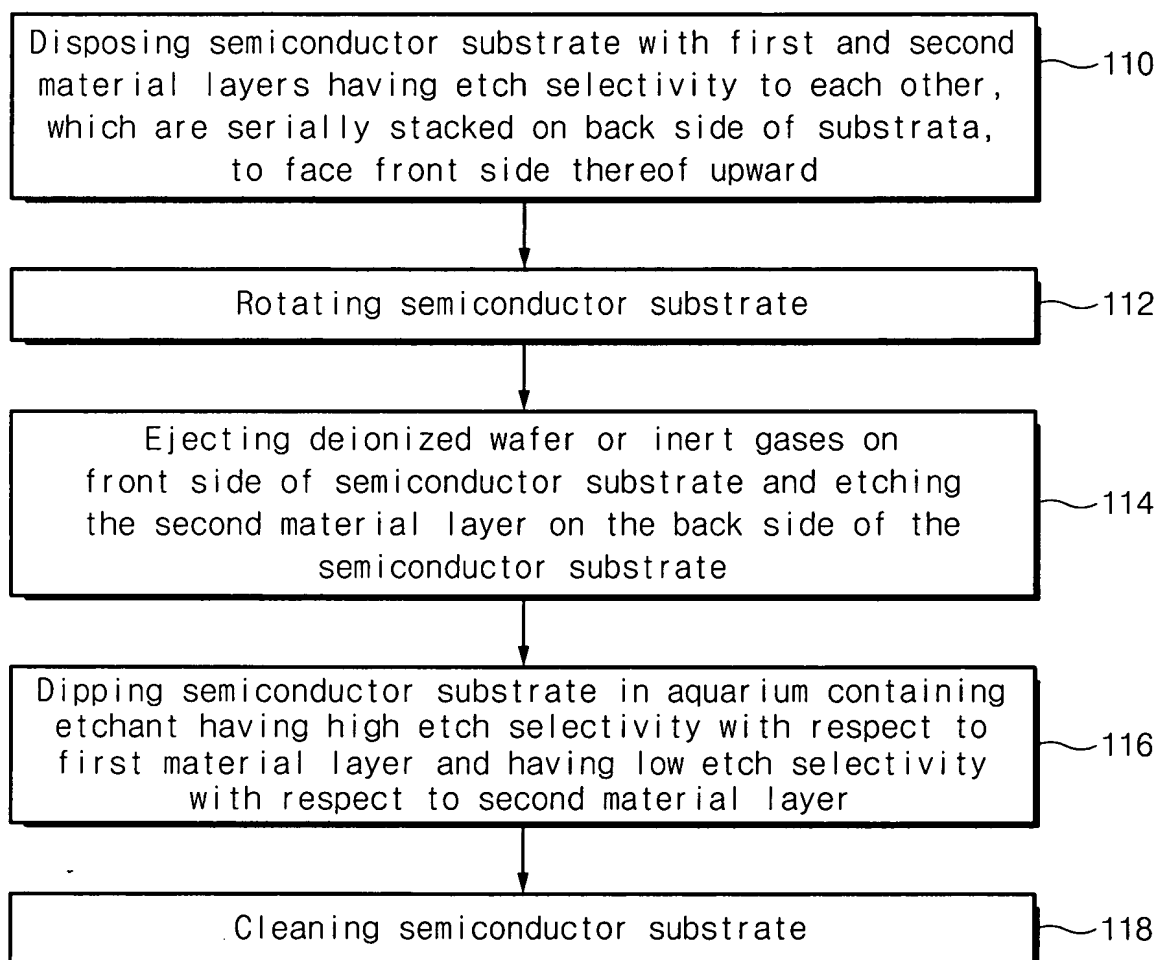 Disposing semiconductor substrate with first and second
material layers having etch selectivity to each other,
which are serially stacked on back side of substrata,
to face front side thereof upward
110
Rotating semiconductor substrate
112
Ejecting deionized wafer or inert gases on
front side of semiconductor substrate and etching
the second material layer on the back side of the
semiconductor substrate
114
Dipping semiconductor substrate in aquarium containing
etchant having high etch selectivity with respect to
first material layer and having low etch selectivity
with respect to second material layer
116
Cleaning semiconductor substrate
118